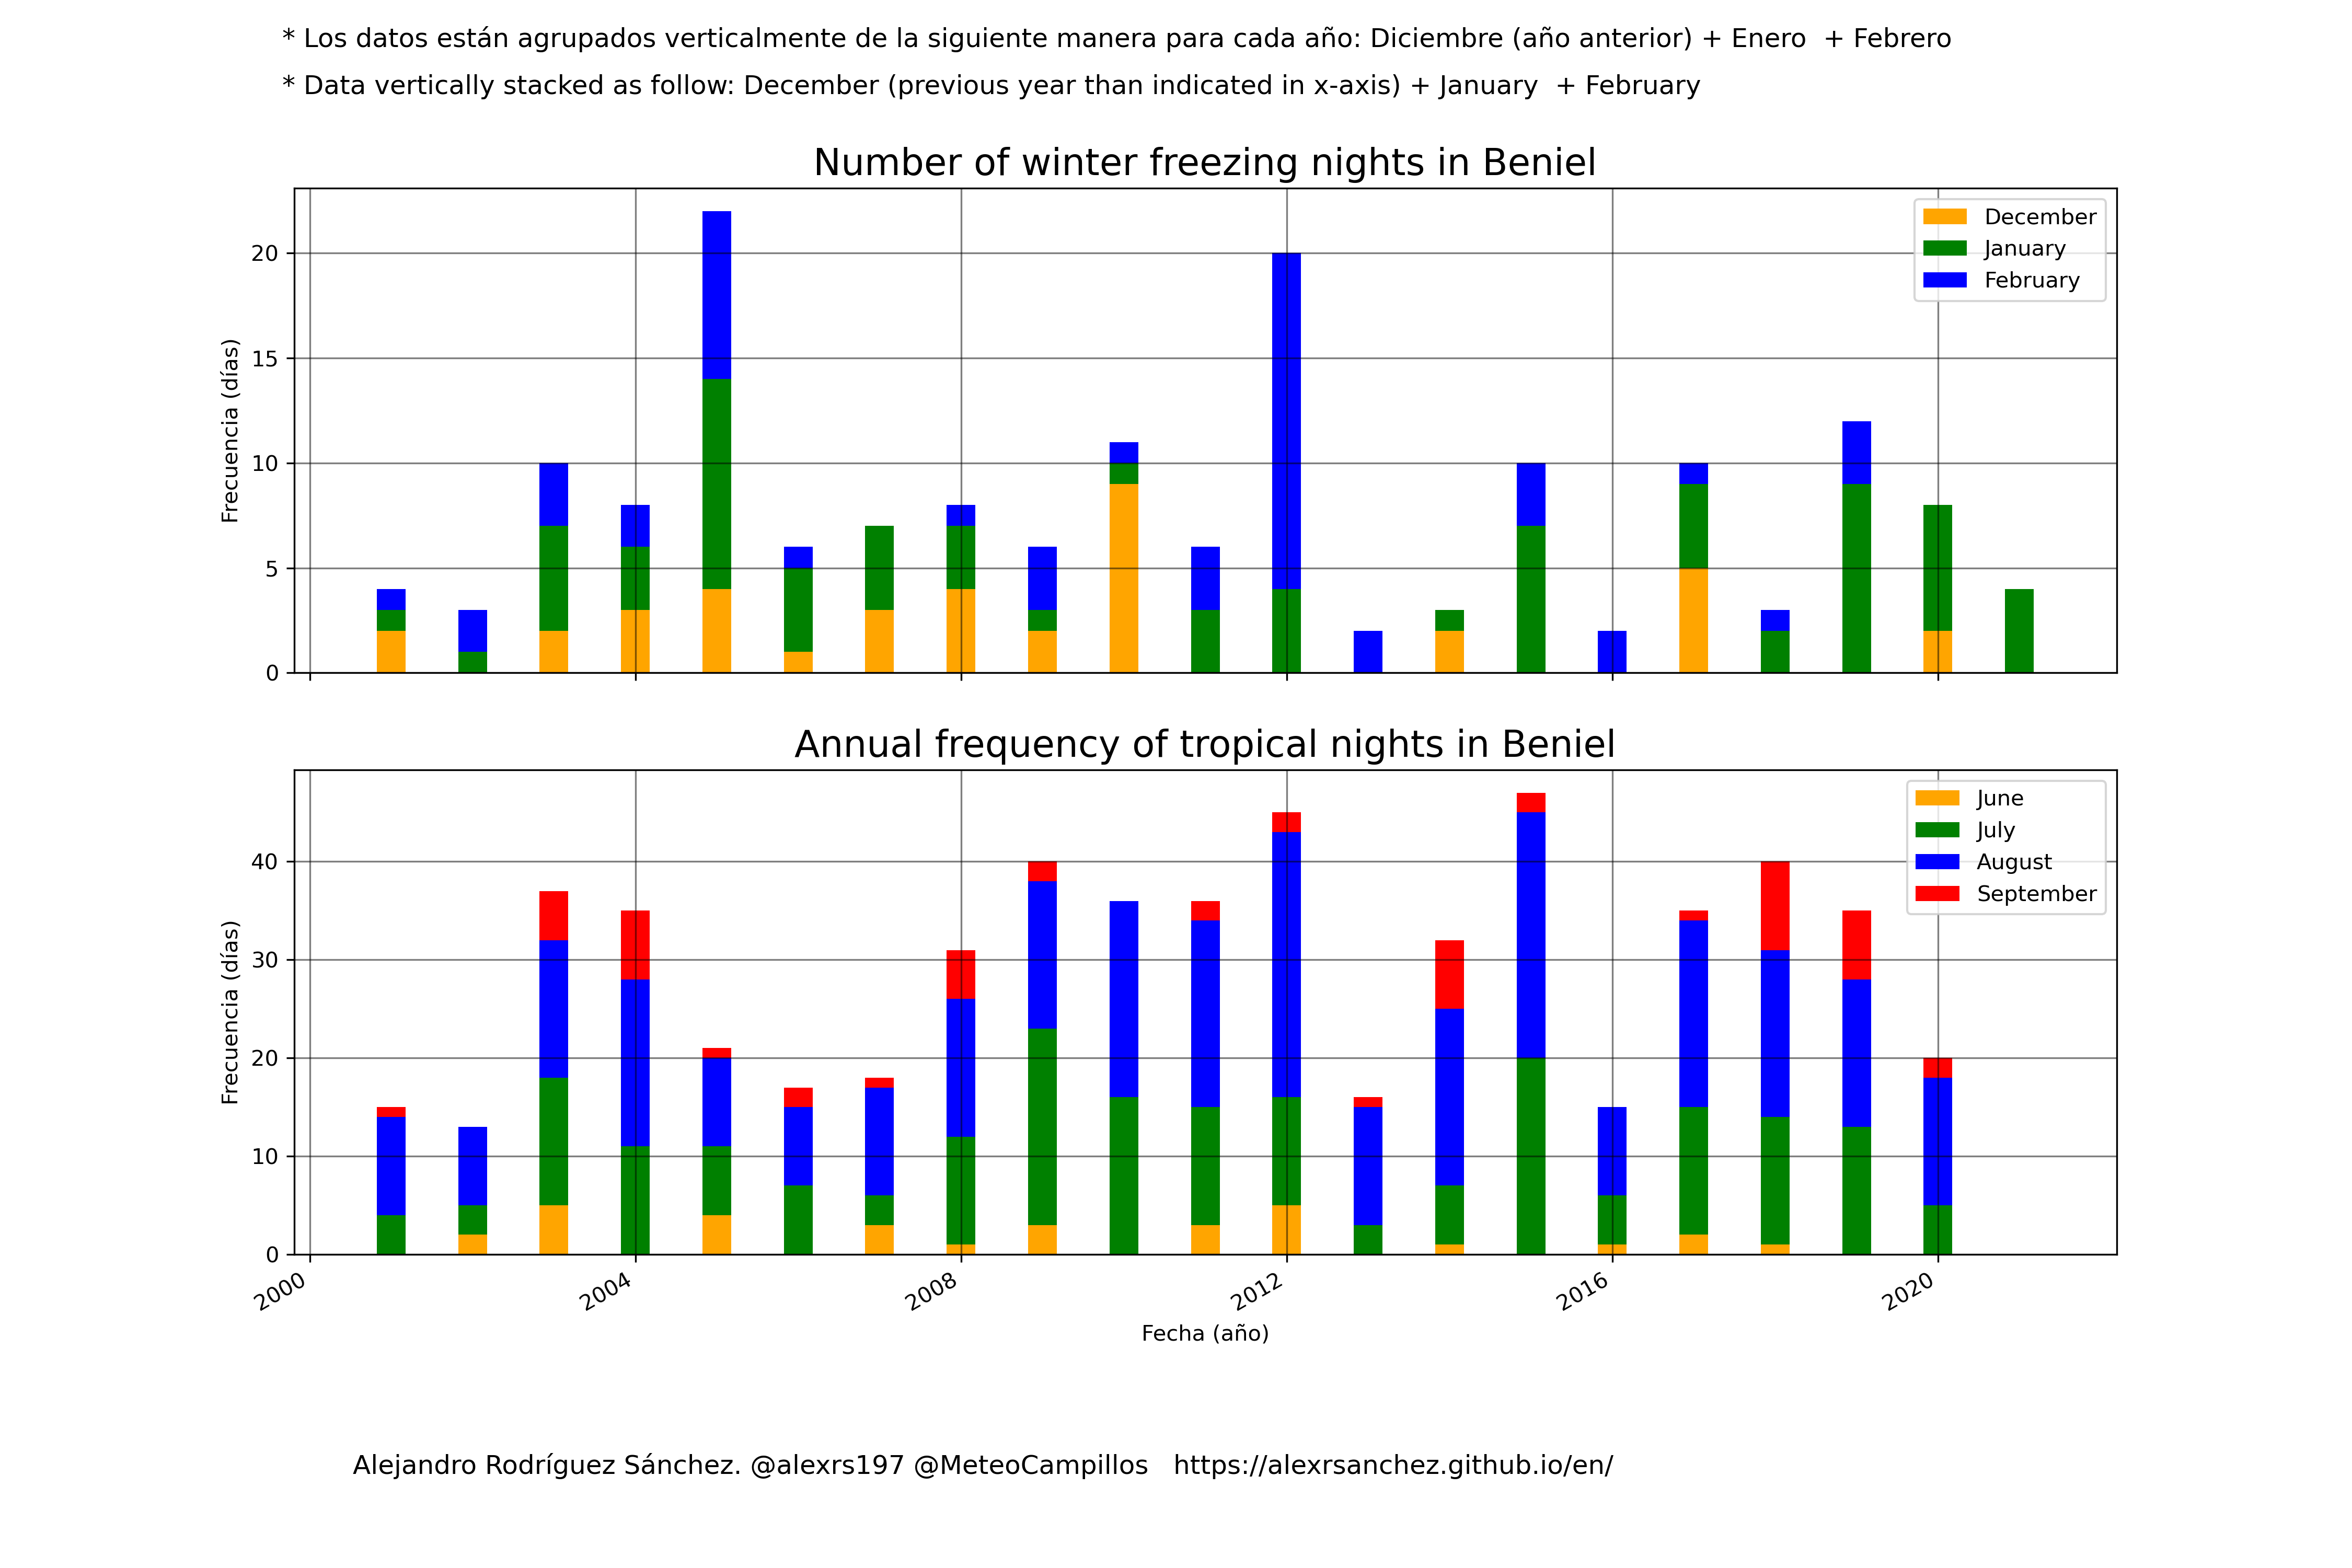 * Los datos están agrupados verticalmente de la siguiente manera para cada año: Diciembre (año anterior) + Enero  + Febrero
* Data vertically stacked as follow: December (previous year than indicated in x-axis) + January  + February
Number of winter freezing nights in Beniel
Frecuencia (días)
20
15
10
5
0
December
January
February
Annual frequency of tropical nights in Beniel
Frecuencia (días)
40
30
20
10
0
June
July
August
September
2000
2004
2008
2012
2016
2020
Fecha (año)
Alejandro Rodríguez Sánchez. @alexrs197 @MeteoCampillos   https://alexrsanchez.github.io/en/